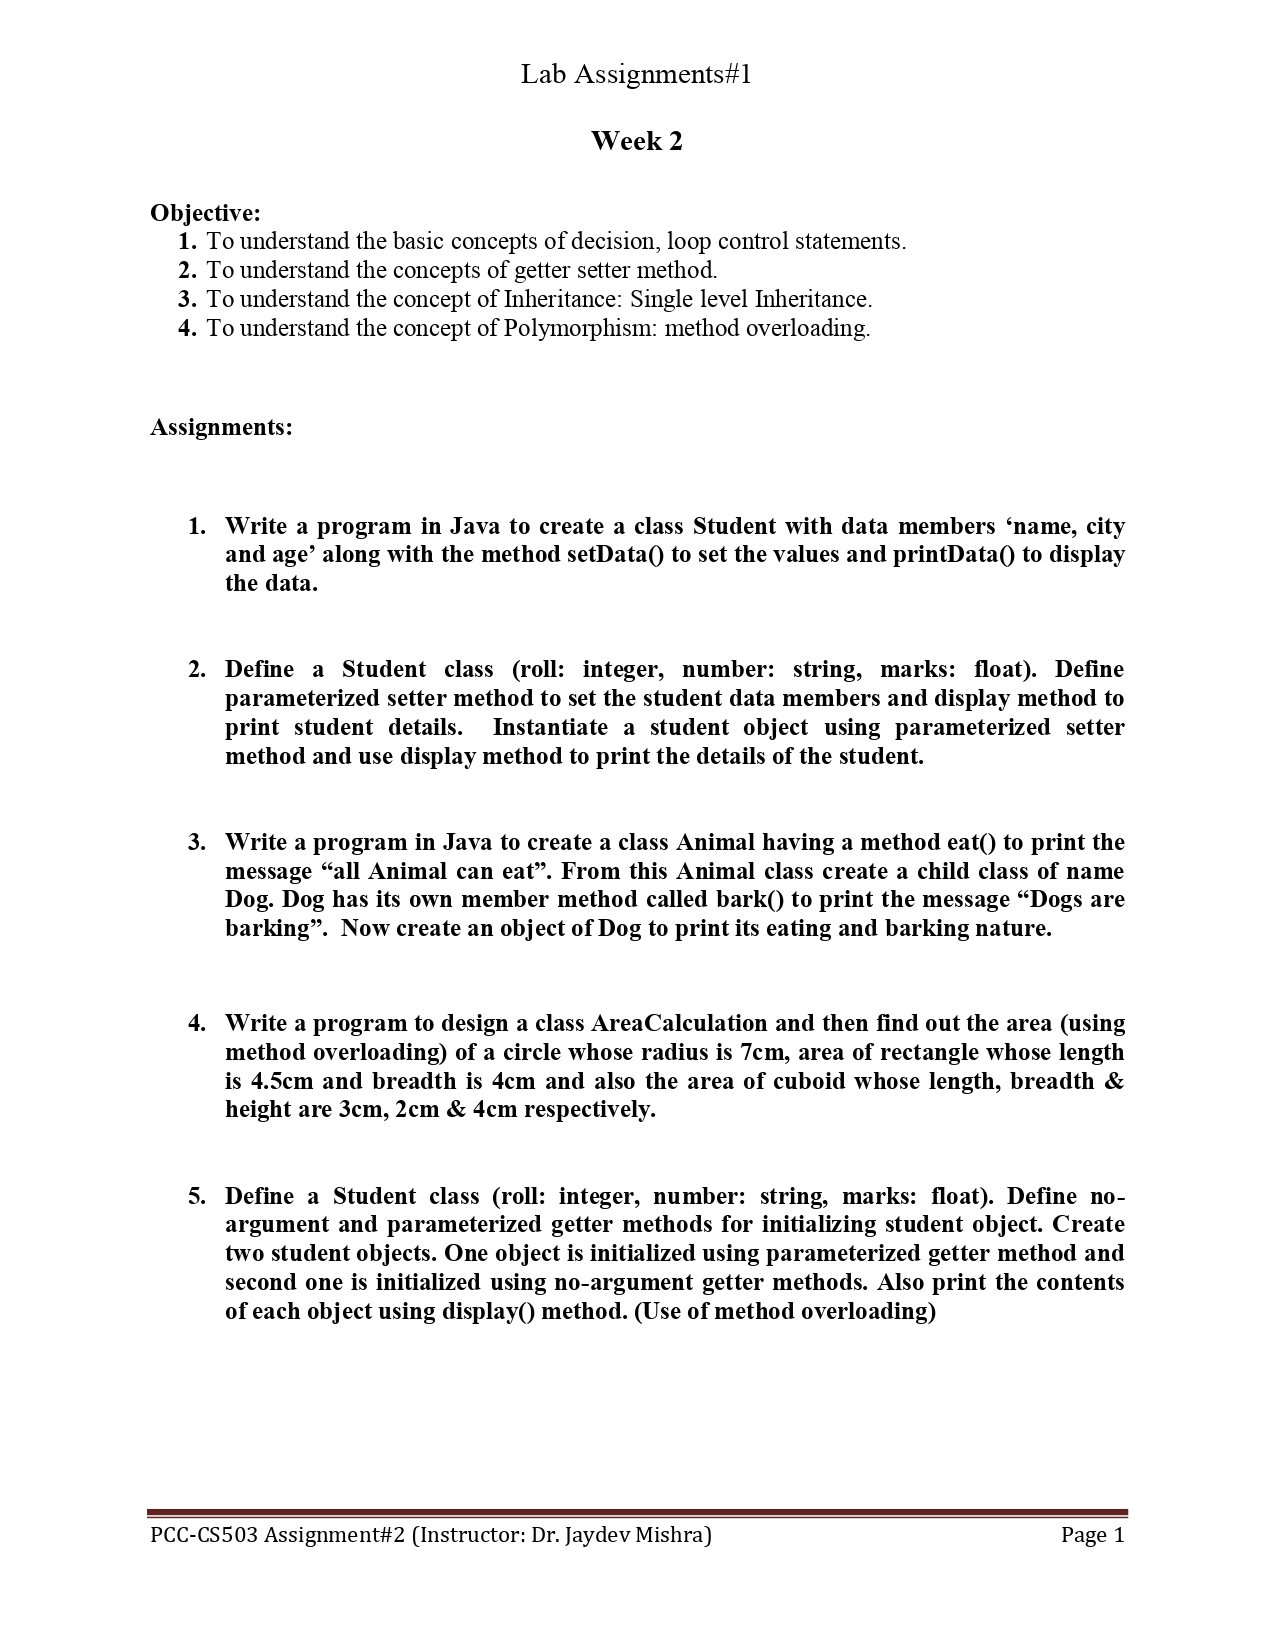 Lab Assignments#1
Week 2
Objective:
1. To understand the basic concepts of decision, loop control statements.
2. To understand the concepts of getter setter method.
3. To understand the concept of Inheritance: Single level Inheritance.
4. To understand the concept of Polymorphism: method overloading.
Assignments:
1. Write a program in Java to create a class Student with data members ‘name, city
and age’ along with the method setData() to set the values and printData() to display
the data.
2. Define a Student class (roll: integer, number: string, marks: float). Define
parameterized setter method to set the student data members and display method to
print student details. Instantiate a student object using parameterized setter
method and use display method to print the details of the student.
3. Write a program in Java to create a class Animal having a method eat() to print the
message “all Animal can eat”. From this Animal class create a child class of name
Dog. Dog has its own member method called bark() to print the message “Dogs are
barking”. Now create an object of Dog to print its eating and barking nature.
4. Write a program to design a class AreaCalculation and then find out the area (using
method overloading) of a circle whose radius is 7cm, area of rectangle whose length
is 4.5cm and breadth is 4cm and also the area of cuboid whose length, breadth &
height are 3cm, 2cm & 4cm respectively.
5. Define a Student class (roll: integer, number: string, marks: float). Define no-
argument and parameterized getter methods for initializing student object. Create
two student objects. One object is initialized using parameterized getter method and
second one is initialized using no-argument getter methods. Also print the contents
of each object using display() method. (Use of method overloading)
PCC-CS503 Assignment#2 (Instructor: Dr. Jaydev Mishra) Page 1